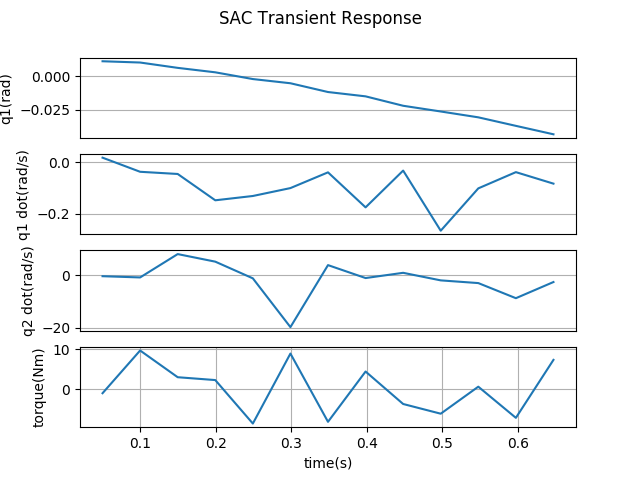 SAC Transient Response
0.000
−0.025
q1(rad)
0.0
−0.2
q1 dot(rad/s)
0
−20
q2 dot(rad/s)
10
0
torque(Nm)
0.1 0.2 0.3 0.4 0.5 0.6
time(s)